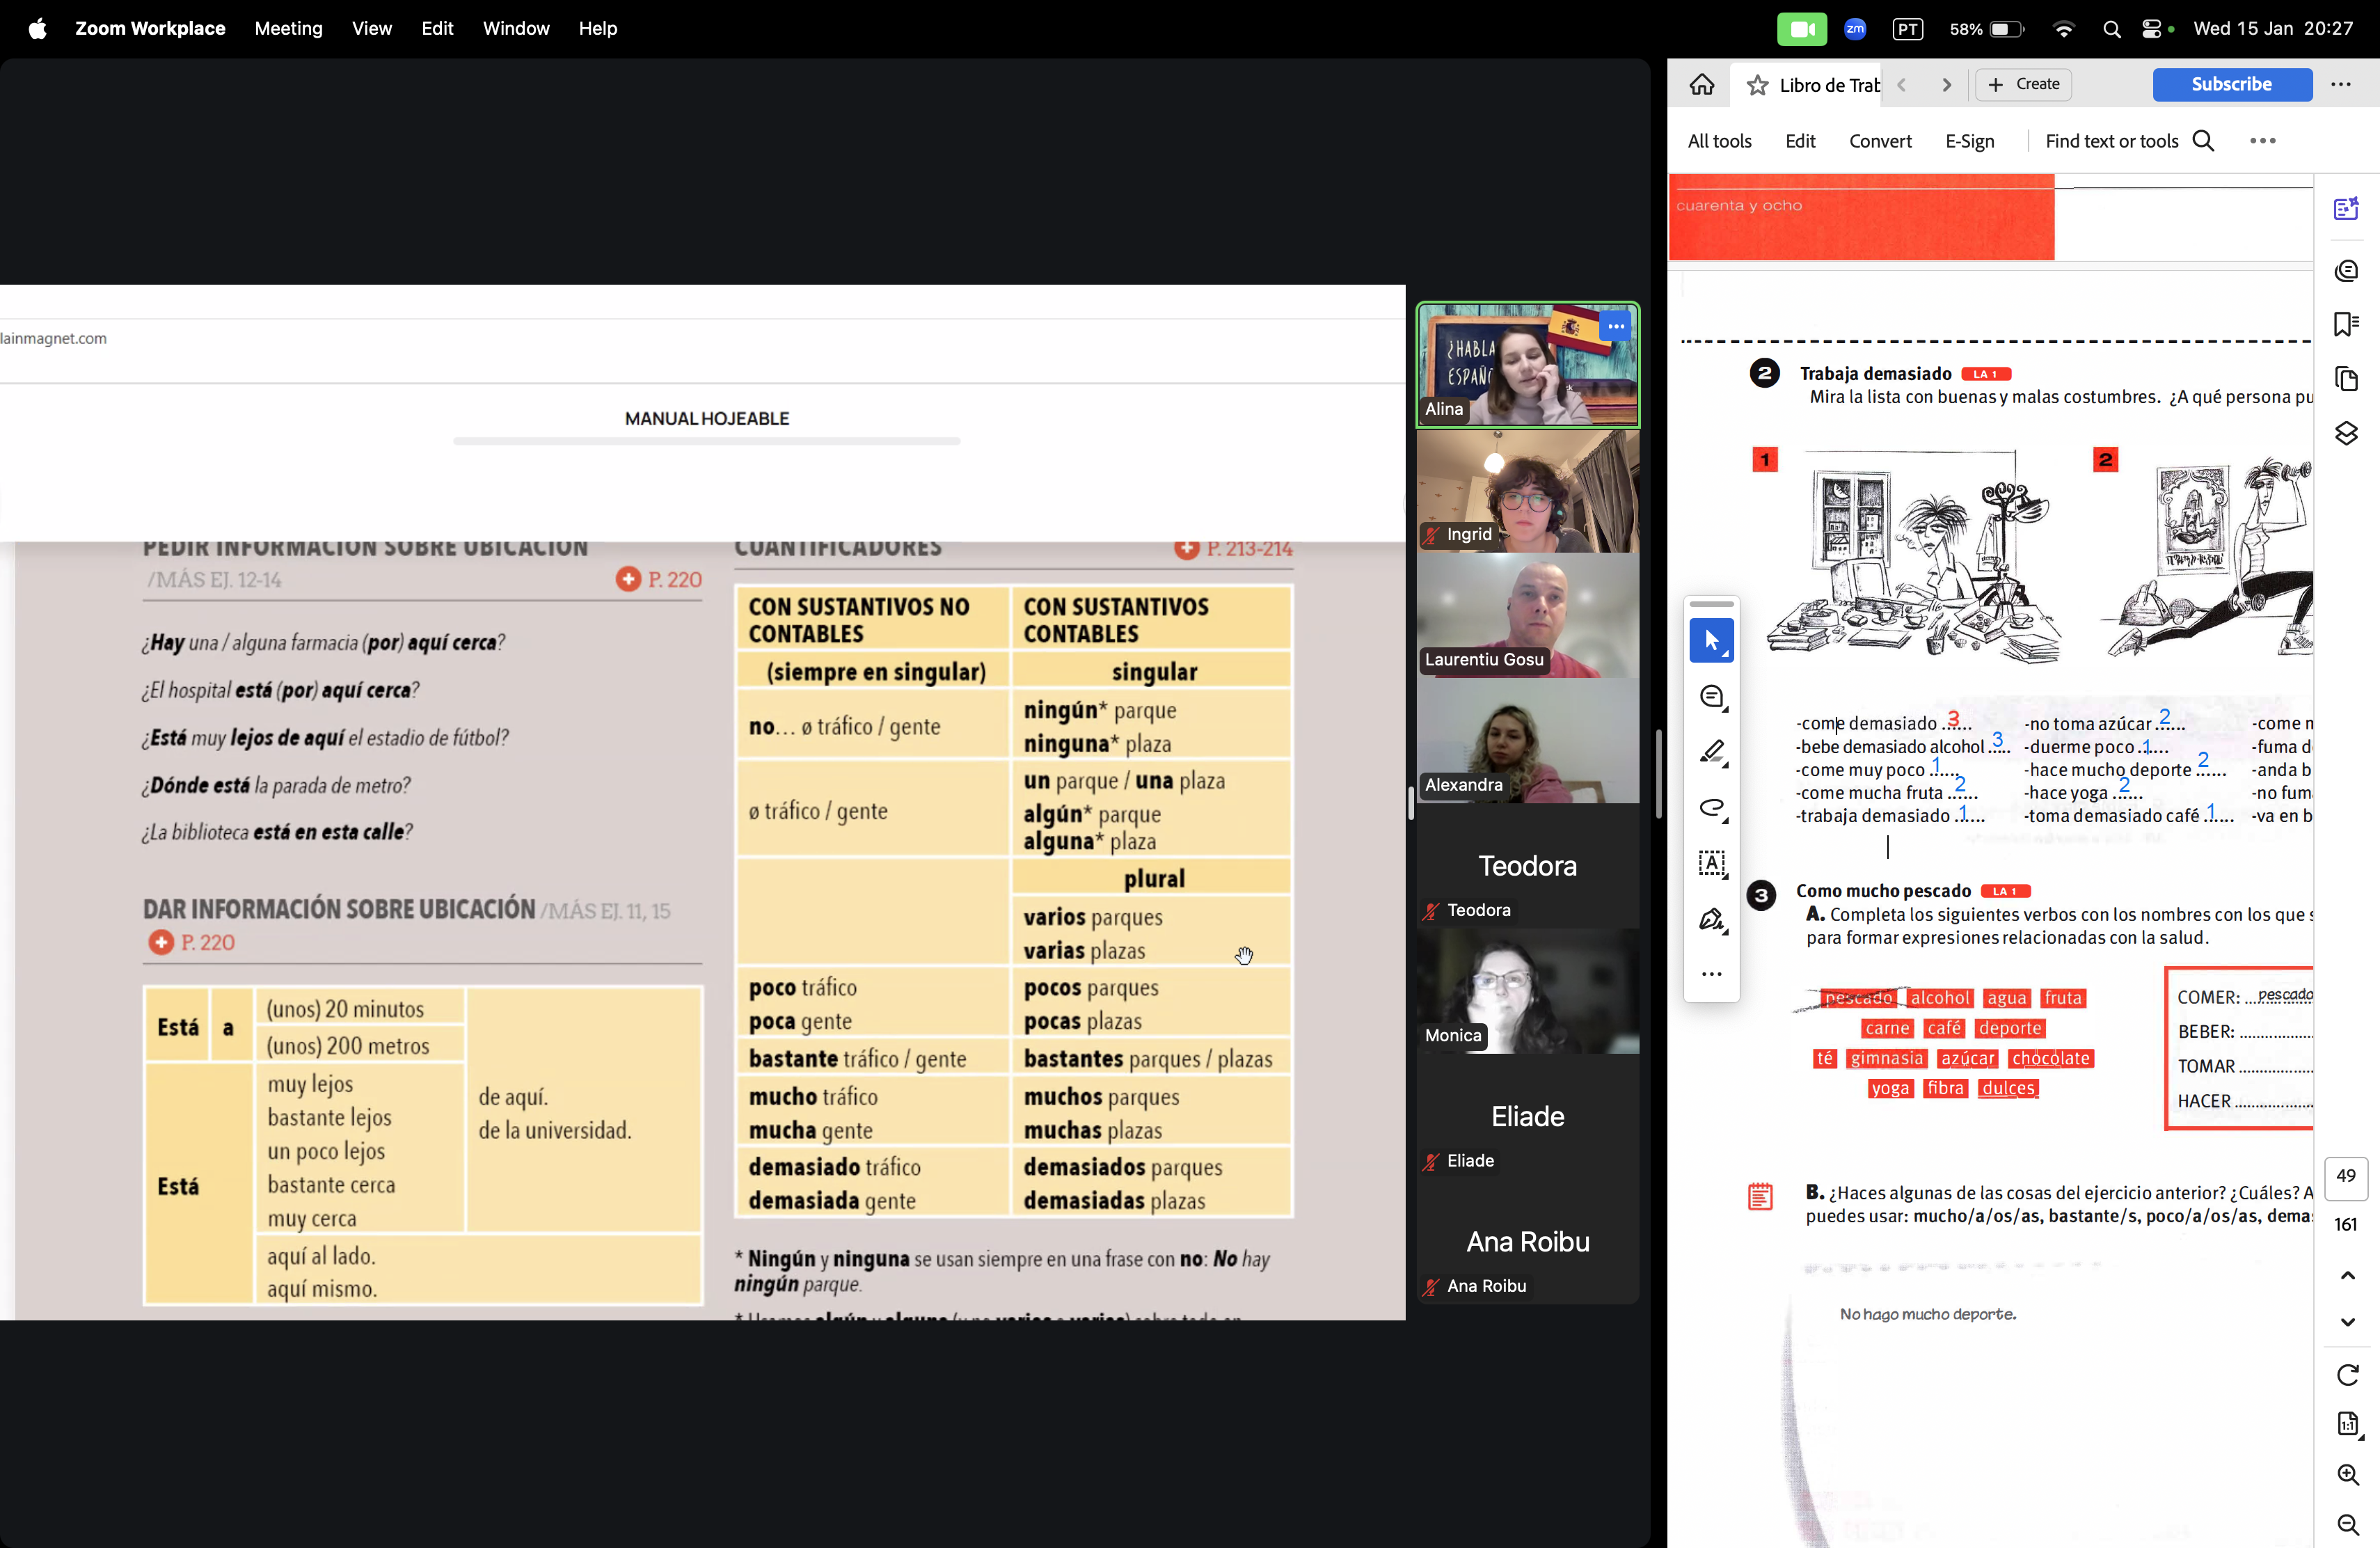 Zoom Workplace Meeting View Edit Window Help
zm PT 58% Wed 15 Jan 20:27
lainmagnet.com
MANUAL HOJEABLE
PEDIR INFORMACIÓN SOBRE UBICACIÓN
/MÁS EJ. 12-14 P. 220
¿Hay una / alguna farmacia (por) aquí cerca?
¿El hospital está (por) aquí cerca?
¿Está muy lejos de aquí el estadio de fútbol?
¿Dónde está la parada de metro?
¿La biblioteca está en esta calle?
DAR INFORMACIÓN SOBRE UBICACIÓN /MÁS EJ. 11, 15
P. 220
Está a
(unos) 20 minutos
(unos) 200 metros
Está
muy lejos
bastante lejos
un poco lejos
bastante cerca
muy cerca
de aquí.
de la universidad.
aquí al lado.
aquí mismo.
CUANTIFICADORES P. 213-214
CON SUSTANTIVOS NO CONTABLES
CON SUSTANTIVOS CONTABLES
(siempre en singular) singular
no... ø tráfico / gente
ningún* parque
ninguna* plaza
ø tráfico / gente
un parque / una plaza
algún* parque
alguna* plaza
plural
varios parques
varias plazas
poco tráfico pocos parques
poca gente pocas plazas
bastante tráfico / gente bastantes parques / plazas
mucho tráfico muchos parques
mucha gente muchas plazas
demasiado tráfico demasiados parques
demasiada gente demasiadas plazas
* Ningún y ninguna se usan siempre en una frase con no: No hay
ningún parque.
¿HABLA
ESPAÑ
Alina
Ingrid
Laurentiu Gosu
Alexandra
Teodora
Teodora
Monica
Eliade
Eliade
Ana Roibu
Ana Roibu
Libro de Trab Create Subscribe
All tools Edit Convert E-Sign Find text or tools
cuarenta y ocho
2 Trabaja demasiado LA 1
Mira la lista con buenas y malas costumbres. ¿A qué persona pu
1 2
-come demasiado ..3.... -no toma azúcar ..2.... -come n
-bebe demasiado alcohol ..3... -duerme poco ..1.... -fuma d
-come muy poco ..1.... -hace mucho deporte ..2.... -anda b
-come mucha fruta ..2.... -hace yoga ..2.... -no fum
-trabaja demasiado ..1.... -toma demasiado café ..1.... -va en b
3 Como mucho pescado LA 1
A. Completa los siguientes verbos con los nombres con los que s
para formar expresiones relacionadas con la salud.
pescado alcohol agua fruta
carne café deporte
té gimnasia azúcar chocolate
yoga fibra dulces
COMER: ...pescado
BEBER: ................
TOMAR ................
HACER ................
B. ¿Haces algunas de las cosas del ejercicio anterior? ¿Cuáles? A
puedes usar: mucho/a/os/as, bastante/s, poco/a/os/as, dema
No hago mucho deporte.
49
161
1:1